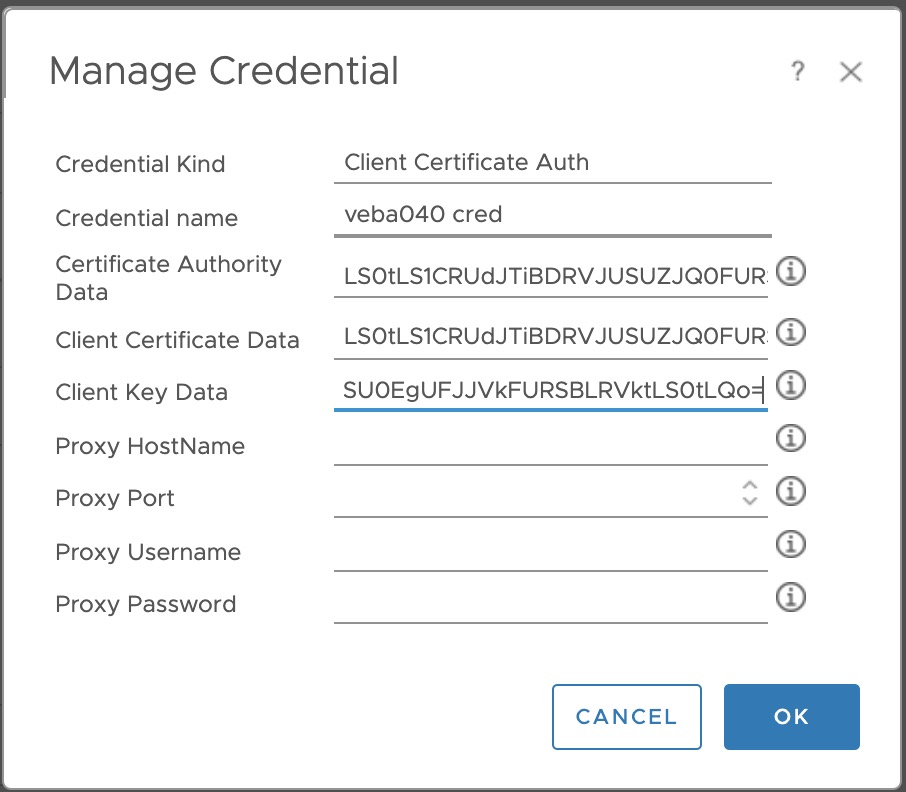 Manage Credential
?
Credential Kind
Client Certificate Auth
Credential name
veba040 cred
Certificate Authority
Data
LS0tLS1CRUdJTiBDRVJUSUZJQ0FUR
Client Certificate Data
LS0tLS1CRUdJTiBDRVJUSUZJQ0FUR
Client Key Data
SU0EgUFJJVkFURSBLRVktLS0tLQo=
Proxy HostName
Proxy Port
Proxy Username
Proxy Password
CANCEL
OK